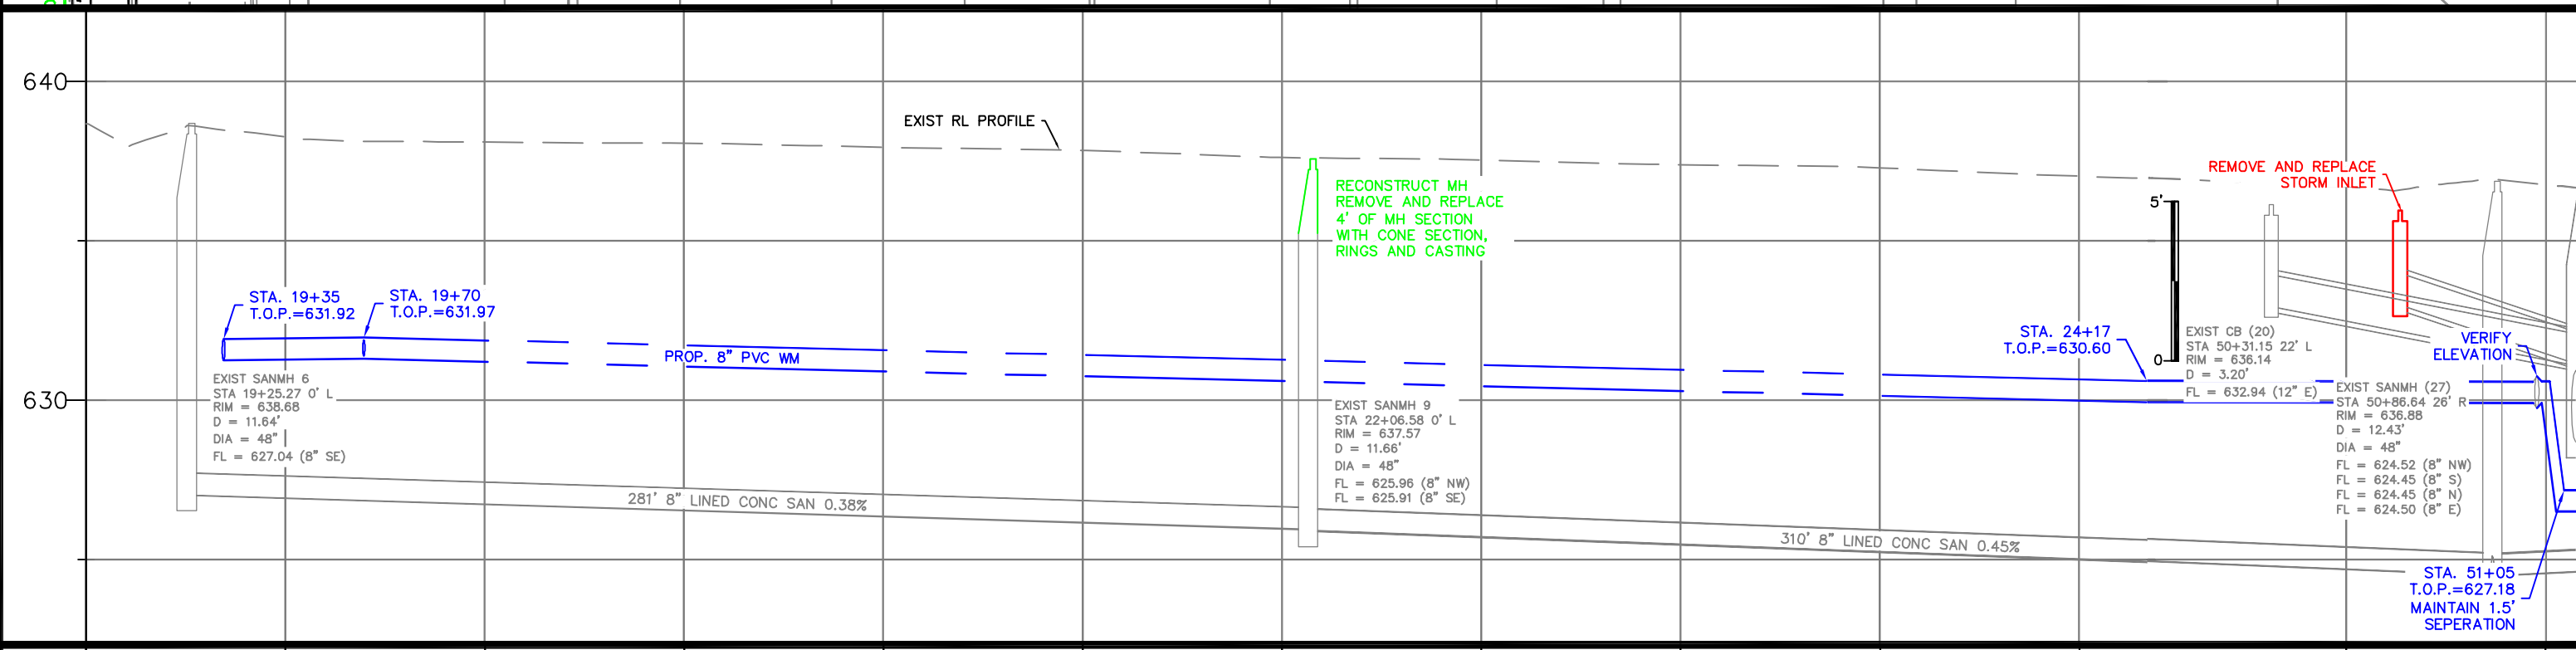 640
630
EXIST RL PROFILE
RECONSTRUCT MH
REMOVE AND REPLACE
4' OF MH SECTION
WITH CONE SECTION,
RINGS AND CASTING
REMOVE AND REPLACE
STORM INLET
STA. 19+35
T.O.P.=631.92
STA. 19+70
T.O.P.=631.97
PROP. 8" PVC WM
EXIST SANMH 6
STA 19+25.27 0' L
RIM = 638.68
D = 11.64'
DIA = 48"
FL = 627.04 (8" SE)
281' 8" LINED CONC SAN 0.38%
EXIST SANMH 9
STA 22+06.58 0' L
RIM = 637.57
D = 11.66'
DIA = 48"
FL = 625.96 (8" NW)
FL = 625.91 (8" SE)
310' 8" LINED CONC SAN 0.45%
STA. 24+17
T.O.P.=630.60
5'
0
EXIST CB (20)
STA 50+31.15 22' L
RIM = 636.14
D = 3.20'
FL = 632.94 (12" E)
VERIFY
ELEVATION
EXIST SANMH (27)
STA 50+86.64 26' R
RIM = 636.88
D = 12.43'
DIA = 48"
FL = 624.52 (8" NW)
FL = 624.45 (8" S)
FL = 624.45 (8" N)
FL = 624.50 (8" E)
STA. 51+05
T.O.P.=627.18
MAINTAIN 1.5'
SEPERATION